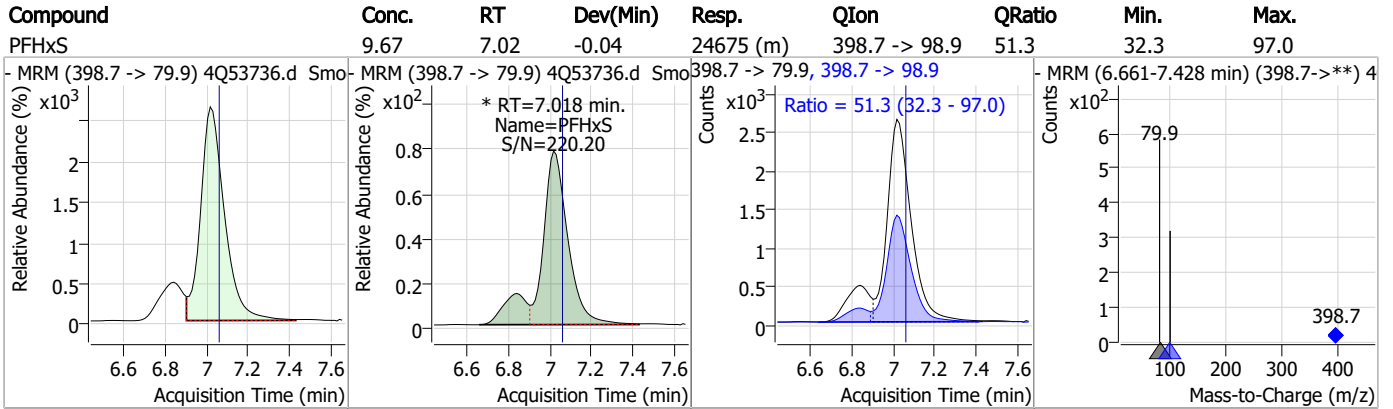 Compound Conc. RT Dev(Min) Resp. QIon QRatio Min. Max.
PFHxS 9.67 7.02 -0.04 24675 (m) 398.7 -> 98.9 51.3 32.3 97.0
- MRM (398.7 -> 79.9) 4Q53736.d Smo
x10³
Relative Abundance (%)
2
1.5
1
0.5
0
6.6 6.8 7 7.2 7.4 7.6
Acquisition Time (min)
- MRM (398.7 -> 79.9) 4Q53736.d Smo
x10²
* RT=7.018 min.
Name=PFHxS
S/N=220.20
Relative Abundance (%)
0.8
0.6
0.4
0.2
0
6.6 6.8 7 7.2 7.4 7.6
Acquisition Time (min)
398.7 -> 79.9, 398.7 -> 98.9
x10³
Ratio = 51.3 (32.3 - 97.0)
Counts
2.5
2
1.5
1
0.5
0
6.6 6.8 7 7.2 7.4 7.6
Acquisition Time (min)
- MRM (6.661-7.428 min) (398.7->**) 4
x10²
Counts
6
5
4
3
2
1
0
79.9
398.7
100 200 300 400
Mass-to-Charge (m/z)